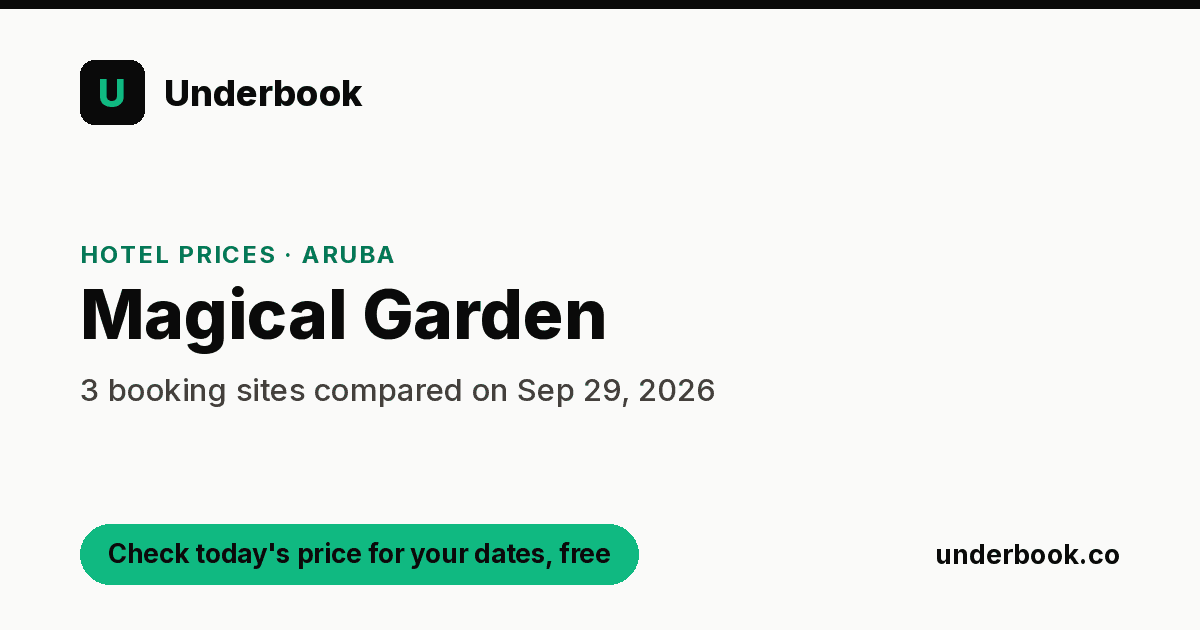 U Underbook
HOTEL PRICES · ARUBA
Magical Garden
3 booking sites compared on Sep 29, 2026
Check today's price for your dates, free
underbook.co